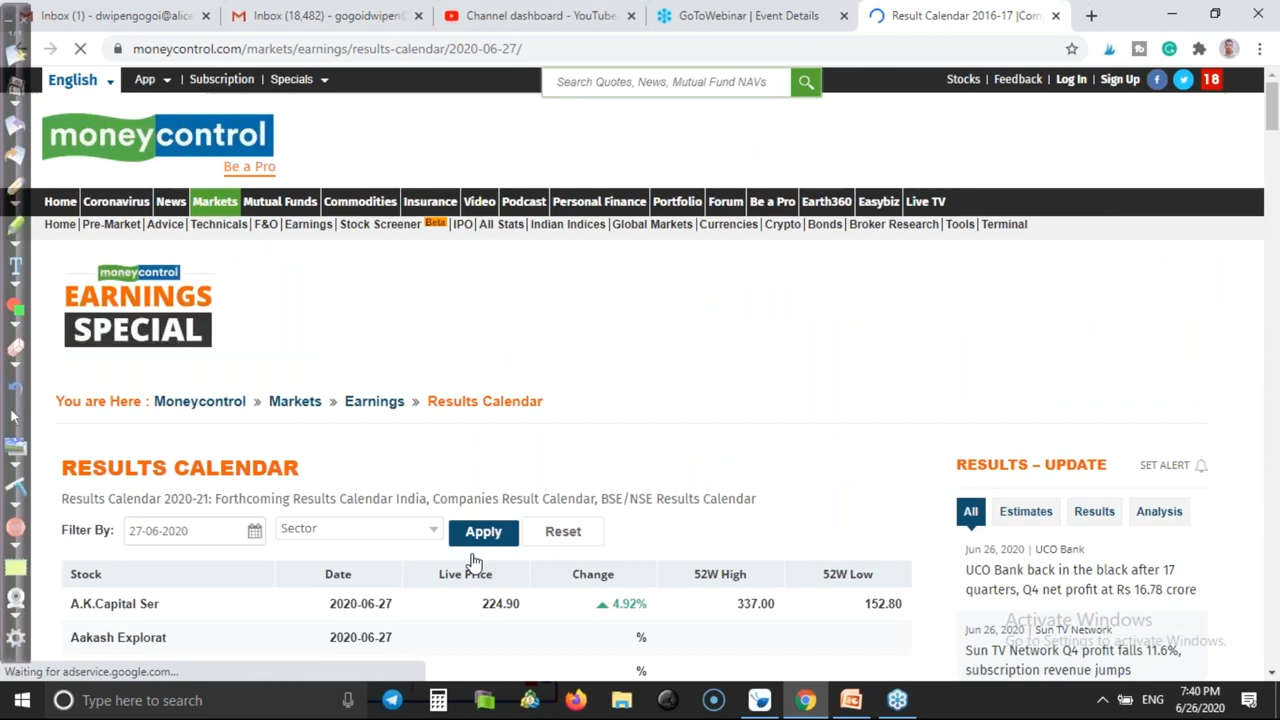 Inbox (1) - dwipengogoi@alice
Inbox (18,482) - gogoidwipen@
Channel dashboard - YouTube
GoToWebinar | Event Details
Result Calendar 2016-17 |Com
moneycontrol.com/markets/earnings/results-calendar/2020-06-27/
1/1
English App | Subscription | Specials
Search Quotes, News, Mutual Fund NAVs
Stocks | Feedback | Log In | Sign Up 18
moneycontrol
Be a Pro
Home Coronavirus News Markets Mutual Funds Commodities Insurance Video Podcast Personal Finance Portfolio Forum Be a Pro Earth360 Easybiz Live TV
Home |Pre-Market |Advice |Technicals |F&O |Earnings |Stock Screener Beta |IPO |All Stats |Indian Indices |Global Markets |Currencies |Crypto |Bonds |Broker Research |Tools |Terminal
moneycontrol
EARNINGS
SPECIAL
You are Here : Moneycontrol » Markets » Earnings » Results Calendar
RESULTS CALENDAR
Results Calendar 2020-21: Forthcoming Results Calendar India, Companies Result Calendar, BSE/NSE Results Calendar
Filter By: 27-06-2020 Sector Apply Reset
Stock Date Live Price Change 52W High 52W Low
A.K.Capital Ser 2020-06-27 224.90 4.92% 337.00 152.80
Aakash Explorat 2020-06-27 %
%
RESULTS – UPDATE SET ALERT
All Estimates Results Analysis
Jun 26, 2020 | UCO Bank
UCO Bank back in the black after 17
quarters, Q4 net profit at Rs 16.78 crore
Jun 26, 2020 | Sun TV Network
Sun TV Network Q4 profit falls 11.6%,
subscription revenue jumps
Activate Windows
Go to Settings to activate Windows.
Waiting for adservice.google.com...
Type here to search
ENG
7:40 PM
6/26/2020